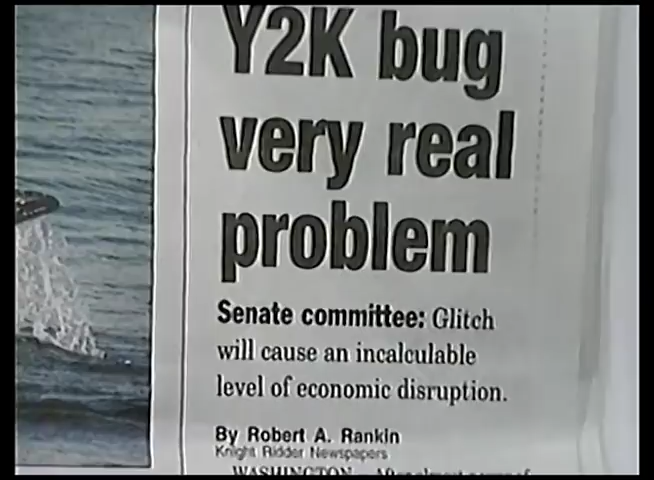 Y2K bug
very real
problem
Senate committee: Glitch
will cause an incalculable
level of economic disruption.
By Robert A. Rankin
Knight Ridder Newspapers
WASHINGTON